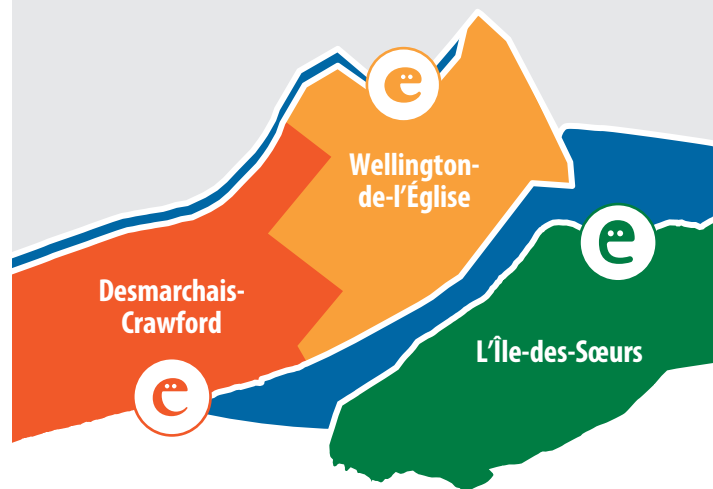 ë
Wellington-
de-l'Église
ë
Desmarchais-
Crawford
L'Île-des-Sœurs
ë